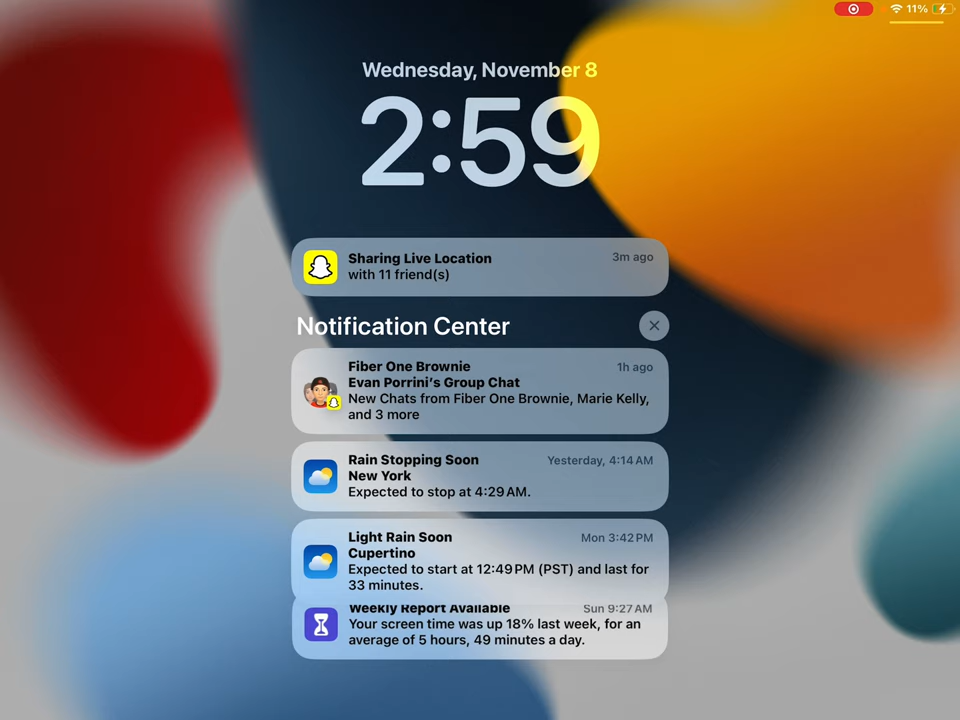 11%
Wednesday, November 8
2:59
Sharing Live Location
3m ago
with 11 friend(s)
Notification Center
Fiber One Brownie
1h ago
Evan Porrini's Group Chat
New Chats from Fiber One Brownie, Marie Kelly,
and 3 more
Rain Stopping Soon
Yesterday, 4:14 AM
New York
Expected to stop at 4:29 AM.
Light Rain Soon
Mon 3:42 PM
Cupertino
Expected to start at 12:49 PM (PST) and last for
33 minutes.
Weekly Report Available
Sun 9:27 AM
Your screen time was up 18% last week, for an
average of 5 hours, 49 minutes a day.